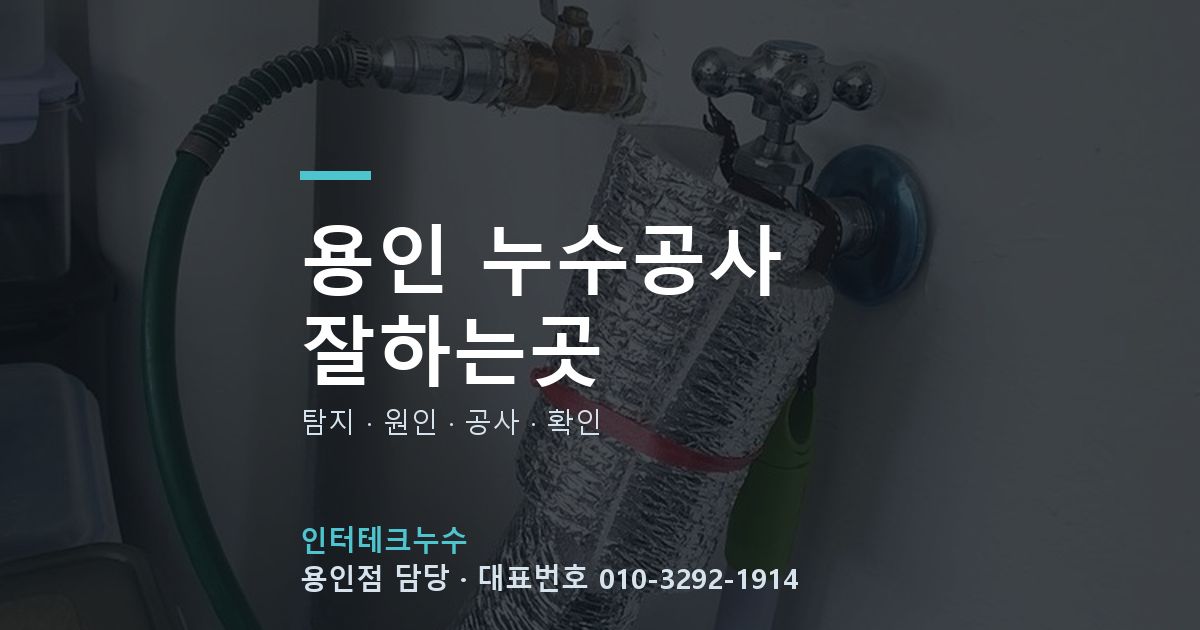 용인 누수공사
잘하는곳
탐지 · 원인 · 공사 · 확인
인터테크누수
용인점 담당 · 대표번호 010-3292-1914